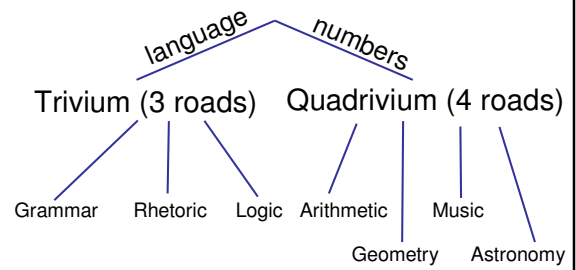 language numbers
Trivium (3 roads) Quadrivium (4 roads)
Grammar Rhetoric Logic Arithmetic Music
Geometry Astronomy